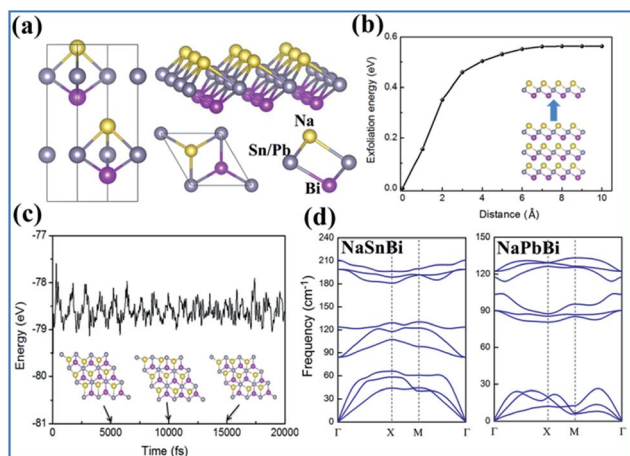 (a)
Na
Sn/Pb
Bi
(b)
Exfoliation energy (eV)
0.6
0.4
0.2
0.0
0 2 4 6 8 10
Distance (Å)
(c)
Energy (eV)
-77
-78
-79
-80
-81
0 5000 10000 15000 20000
Time (fs)
(d)
Frequency (cm-1)
NaSnBi
210
180
150
120
90
60
30
0
Γ X M Γ
NaPbBi
150
120
90
60
30
0
Γ X M Γ